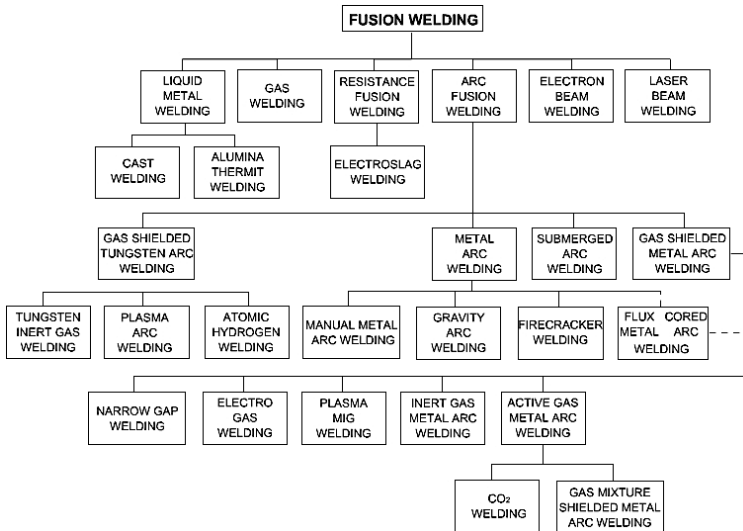 FUSION WELDING
LIQUID
METAL
WELDING
GAS
WELDING
RESISTANCE
FUSION
WELDING
ARC
FUSION
WELDING
ELECTRON
BEAM
WELDING
LASER
BEAM
WELDING
CAST
WELDING
ALUMINA
THERMIT
WELDING
ELECTROSLAG
WELDING
GAS SHIELDED
TUNGSTEN ARC
WELDING
METAL
ARC
WELDING
SUBMERGED
ARC
WELDING
GAS SHIELDED
METAL ARC
WELDING
TUNGSTEN
INERT GAS
WELDING
PLASMA
ARC
WELDING
ATOMIC
HYDROGEN
WELDING
MANUAL METAL
ARC WELDING
GRAVITY
ARC
WELDING
FIRECRACKER
WELDING
FLUX CORED
METAL ARC
WELDING
NARROW GAP
WELDING
ELECTRO
GAS
WELDING
PLASMA
MIG
WELDING
INERT GAS
METAL ARC
WELDING
ACTIVE GAS
METAL ARC
WELDING
CO₂
WELDING
GAS MIXTURE
SHIELDED METAL
ARC WELDING